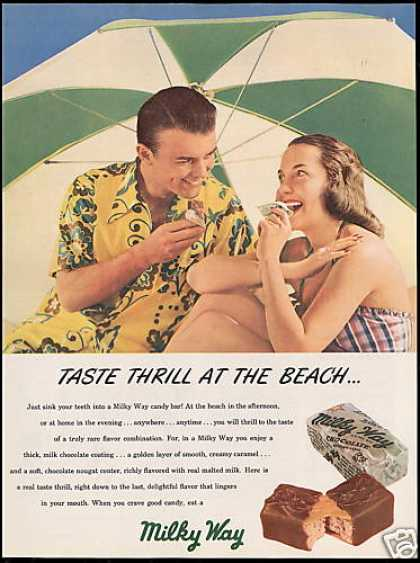 TASTE THRILL AT THE BEACH...
Just sink your teeth into a Milky Way candy bar! At the beach in the afternoon,
or at home in the evening . . . anywhere . . . anytime . . . you will thrill to the taste
of a truly rare flavor combination. For, in a Milky Way you enjoy a
thick, milk chocolate coating . . . a golden layer of smooth, creamy caramel . . .
and a soft, chocolate nougat center, richly flavored with real malted milk. Here is
a real taste thrill, right down to the last, delightful flavor that lingers
in your mouth. When you crave good candy, eat a
Milky Way
Milky Way
CHOCOLATE